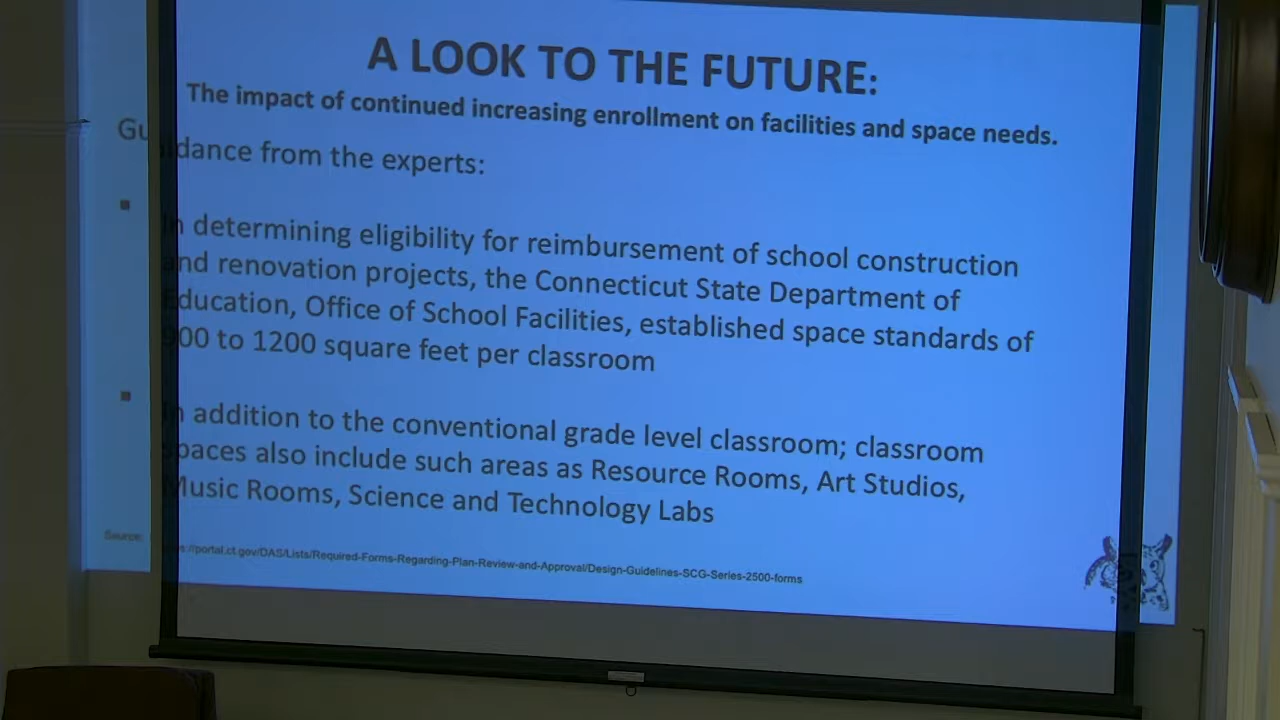 A LOOK TO THE FUTURE:
The impact of continued increasing enrollment on facilities and space needs.
Guidance from the experts:
▪ In determining eligibility for reimbursement of school construction
and renovation projects, the Connecticut State Department of
Education, Office of School Facilities, established space standards of
900 to 1200 square feet per classroom
▪ In addition to the conventional grade level classroom; classroom
spaces also include such areas as Resource Rooms, Art Studios,
Music Rooms, Science and Technology Labs
Source: ://portal.ct.gov/DAS/Lists/Required-Forms-Regarding-Plan-Review-and-Approval/Design-Guidelines-SCG-Series-2500-forms